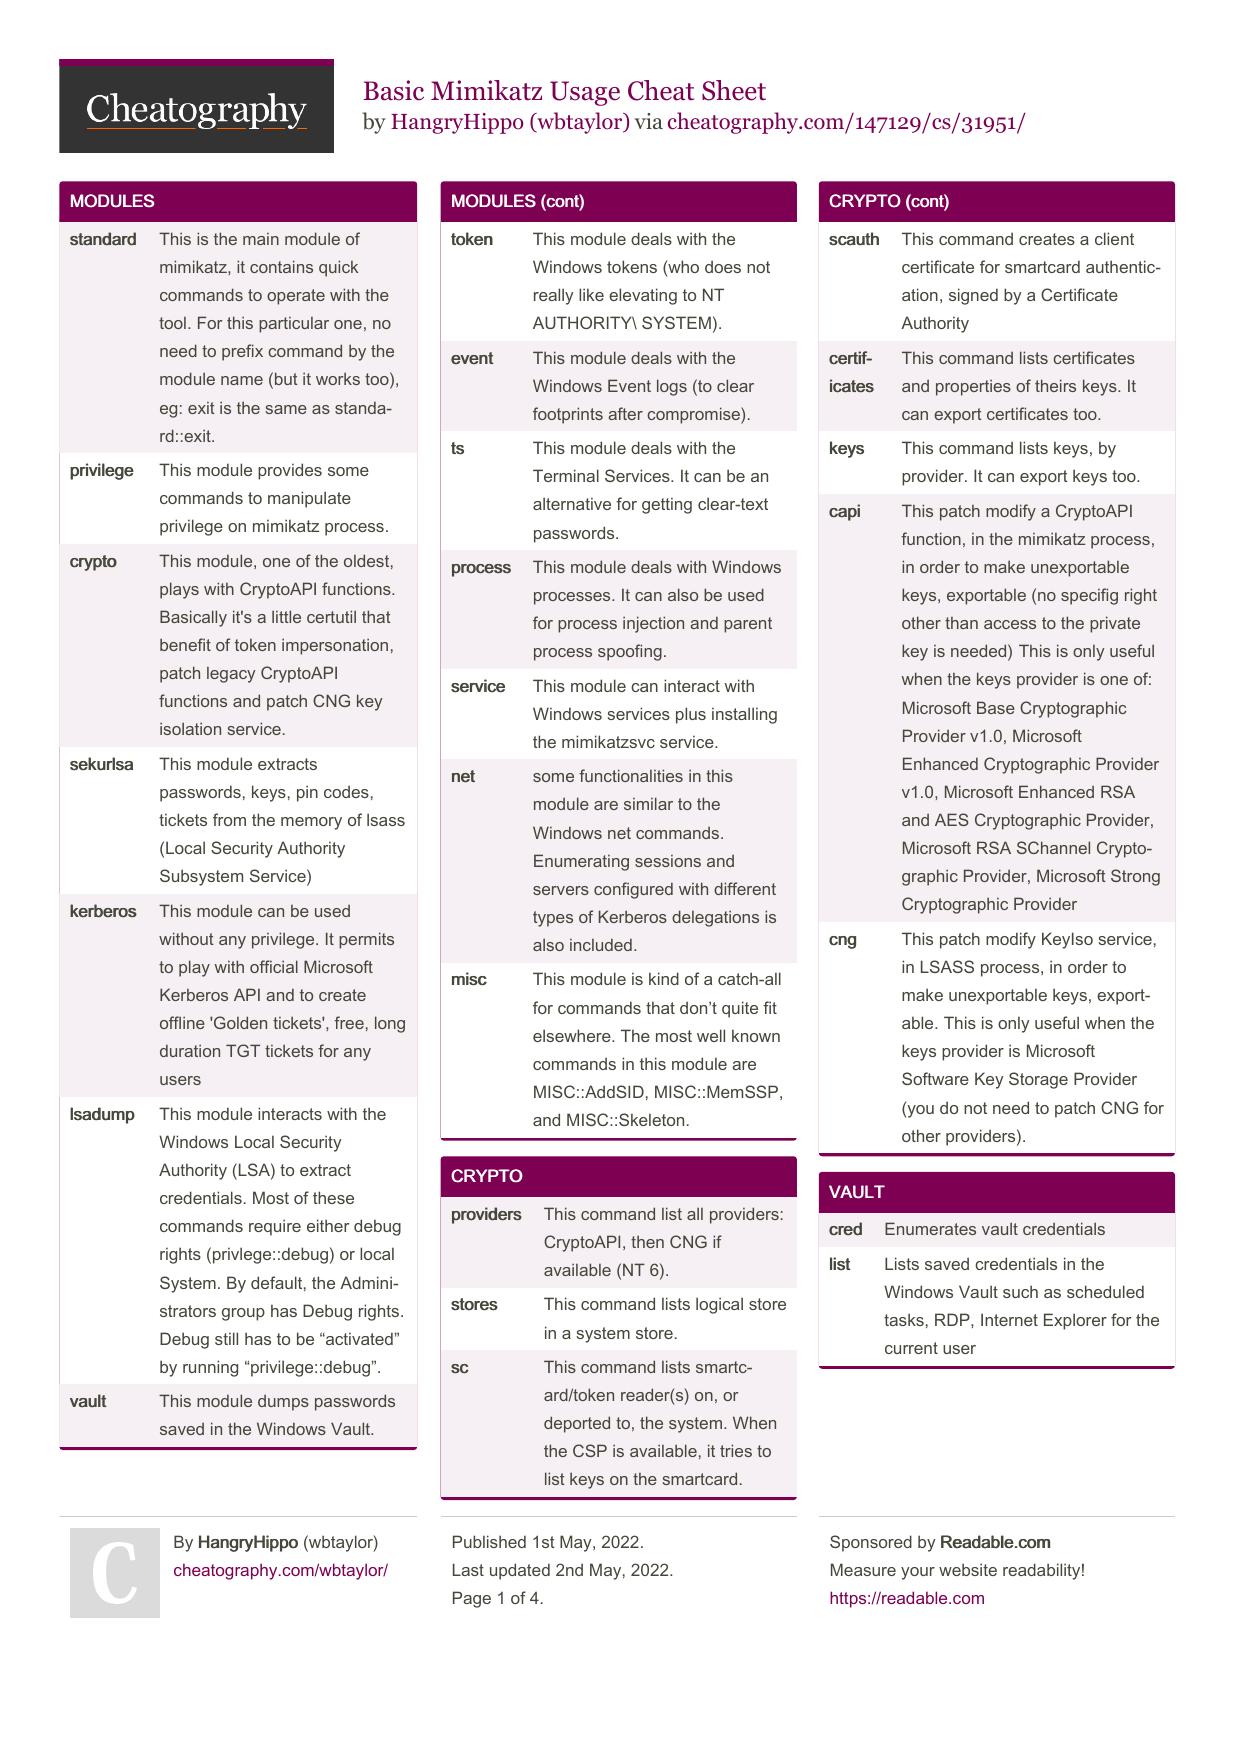 Cheatography
Basic Mimikatz Usage Cheat Sheet
by HangryHippo (wbtaylor) via cheatography.com/147129/cs/31951/
MODULES
standard This is the main module of
mimikatz, it contains quick
commands to operate with the
tool. For this particular one, no
need to prefix command by the
module name (but it works too),
eg: exit is the same as standa-
rd::exit.
privilege This module provides some
commands to manipulate
privilege on mimikatz process.
crypto This module, one of the oldest,
plays with CryptoAPI functions.
Basically it's a little certutil that
benefit of token impersonation,
patch legacy CryptoAPI
functions and patch CNG key
isolation service.
sekurlsa This module extracts
passwords, keys, pin codes,
tickets from the memory of lsass
(Local Security Authority
Subsystem Service)
kerberos This module can be used
without any privilege. It permits
to play with official Microsoft
Kerberos API and to create
offline 'Golden tickets', free, long
duration TGT tickets for any
users
lsadump This module interacts with the
Windows Local Security
Authority (LSA) to extract
credentials. Most of these
commands require either debug
rights (privlege::debug) or local
System. By default, the Admini-
strators group has Debug rights.
Debug still has to be “activated”
by running “privilege::debug”.
vault This module dumps passwords
saved in the Windows Vault.
MODULES (cont)
token This module deals with the
Windows tokens (who does not
really like elevating to NT
AUTHORITY\ SYSTEM).
event This module deals with the
Windows Event logs (to clear
footprints after compromise).
ts This module deals with the
Terminal Services. It can be an
alternative for getting clear-text
passwords.
process This module deals with Windows
processes. It can also be used
for process injection and parent
process spoofing.
service This module can interact with
Windows services plus installing
the mimikatzsvc service.
net some functionalities in this
module are similar to the
Windows net commands.
Enumerating sessions and
servers configured with different
types of Kerberos delegations is
also included.
misc This module is kind of a catch-all
for commands that don’t quite fit
elsewhere. The most well known
commands in this module are
MISC::AddSID, MISC::MemSSP,
and MISC::Skeleton.
CRYPTO
providers This command list all providers:
CryptoAPI, then CNG if
available (NT 6).
stores This command lists logical store
in a system store.
sc This command lists smartc-
ard/token reader(s) on, or
deported to, the system. When
the CSP is available, it tries to
list keys on the smartcard.
CRYPTO (cont)
scauth This command creates a client
certificate for smartcard authentic-
ation, signed by a Certificate
Authority
certif- This command lists certificates
icates and properties of theirs keys. It
can export certificates too.
keys This command lists keys, by
provider. It can export keys too.
capi This patch modify a CryptoAPI
function, in the mimikatz process,
in order to make unexportable
keys, exportable (no specifig right
other than access to the private
key is needed) This is only useful
when the keys provider is one of:
Microsoft Base Cryptographic
Provider v1.0, Microsoft
Enhanced Cryptographic Provider
v1.0, Microsoft Enhanced RSA
and AES Cryptographic Provider,
Microsoft RSA SChannel Crypto-
graphic Provider, Microsoft Strong
Cryptographic Provider
cng This patch modify KeyIso service,
in LSASS process, in order to
make unexportable keys, export-
able. This is only useful when the
keys provider is Microsoft
Software Key Storage Provider
(you do not need to patch CNG for
other providers).
VAULT
cred Enumerates vault credentials
list Lists saved credentials in the
Windows Vault such as scheduled
tasks, RDP, Internet Explorer for the
current user
C
By HangryHippo (wbtaylor)
cheatography.com/wbtaylor/
Published 1st May, 2022.
Last updated 2nd May, 2022.
Page 1 of 4.
Sponsored by Readable.com
Measure your website readability!
https://readable.com